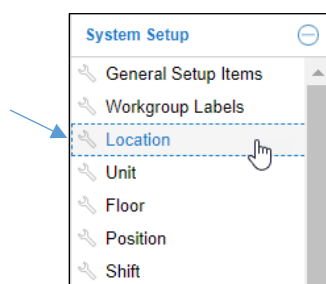 System Setup
General Setup Items
Workgroup Labels
Location
Unit
Floor
Position
Shift